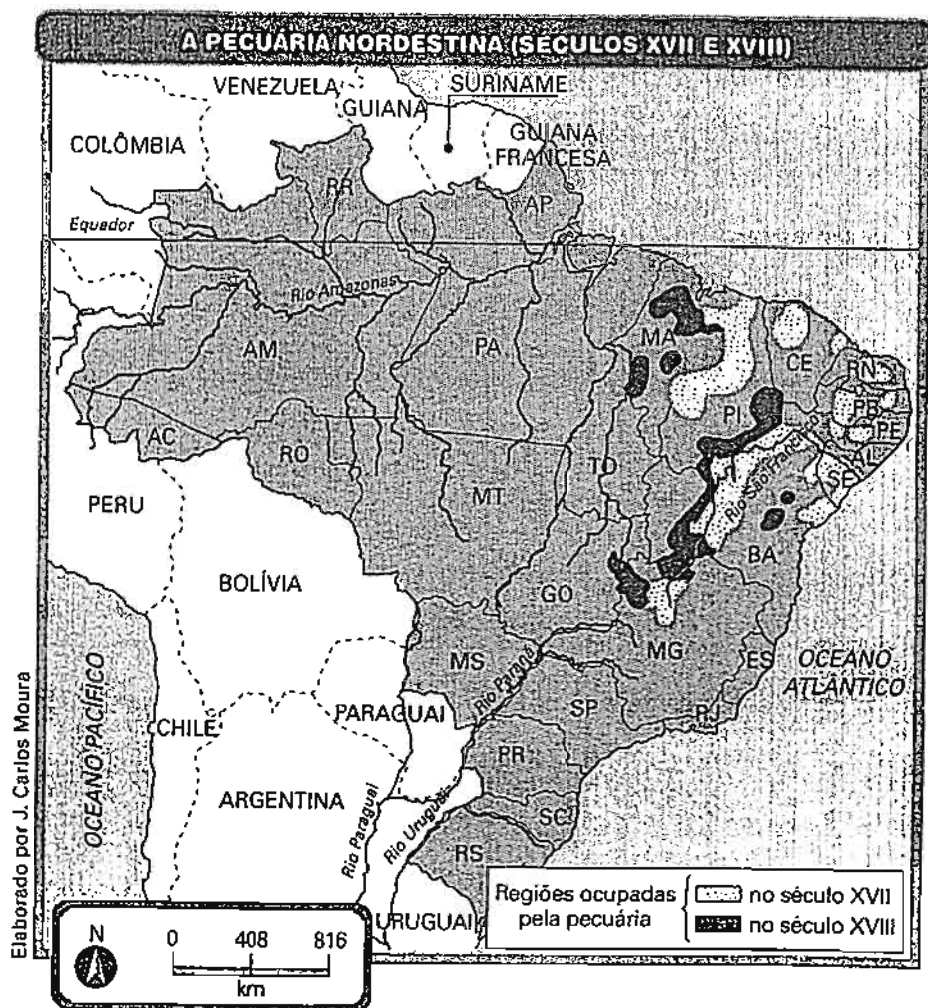 A PECUÁRIA NORDESTINA (SÉCULOS XVII E XVIII)
VENEZUELA
SURINAME
GUIANA
COLÔMBIA
GUIANA
FRANCESA
RR
AP
Equador
Rio Amazonas
AM
PA
MA
CE
RN
PB
PE
AL
SE
PI
AC
RO
TO
Rio São Francisco
PERU
MT
BA
BOLÍVIA
GO
MG
ES
OCEANO
ATLÂNTICO
MS
Rio Paraná
SP
RJ
OCEANO PACÍFICO
CHILE
PARAGUAI
PR
ARGENTINA
Rio Paraguai
Rio Uruguai
SC
RS
URUGUAI
Regiões ocupadas
pela pecuária
no século XVII
no século XVIII
N
0 408 816
km
Elaborado por J. Carlos Moura